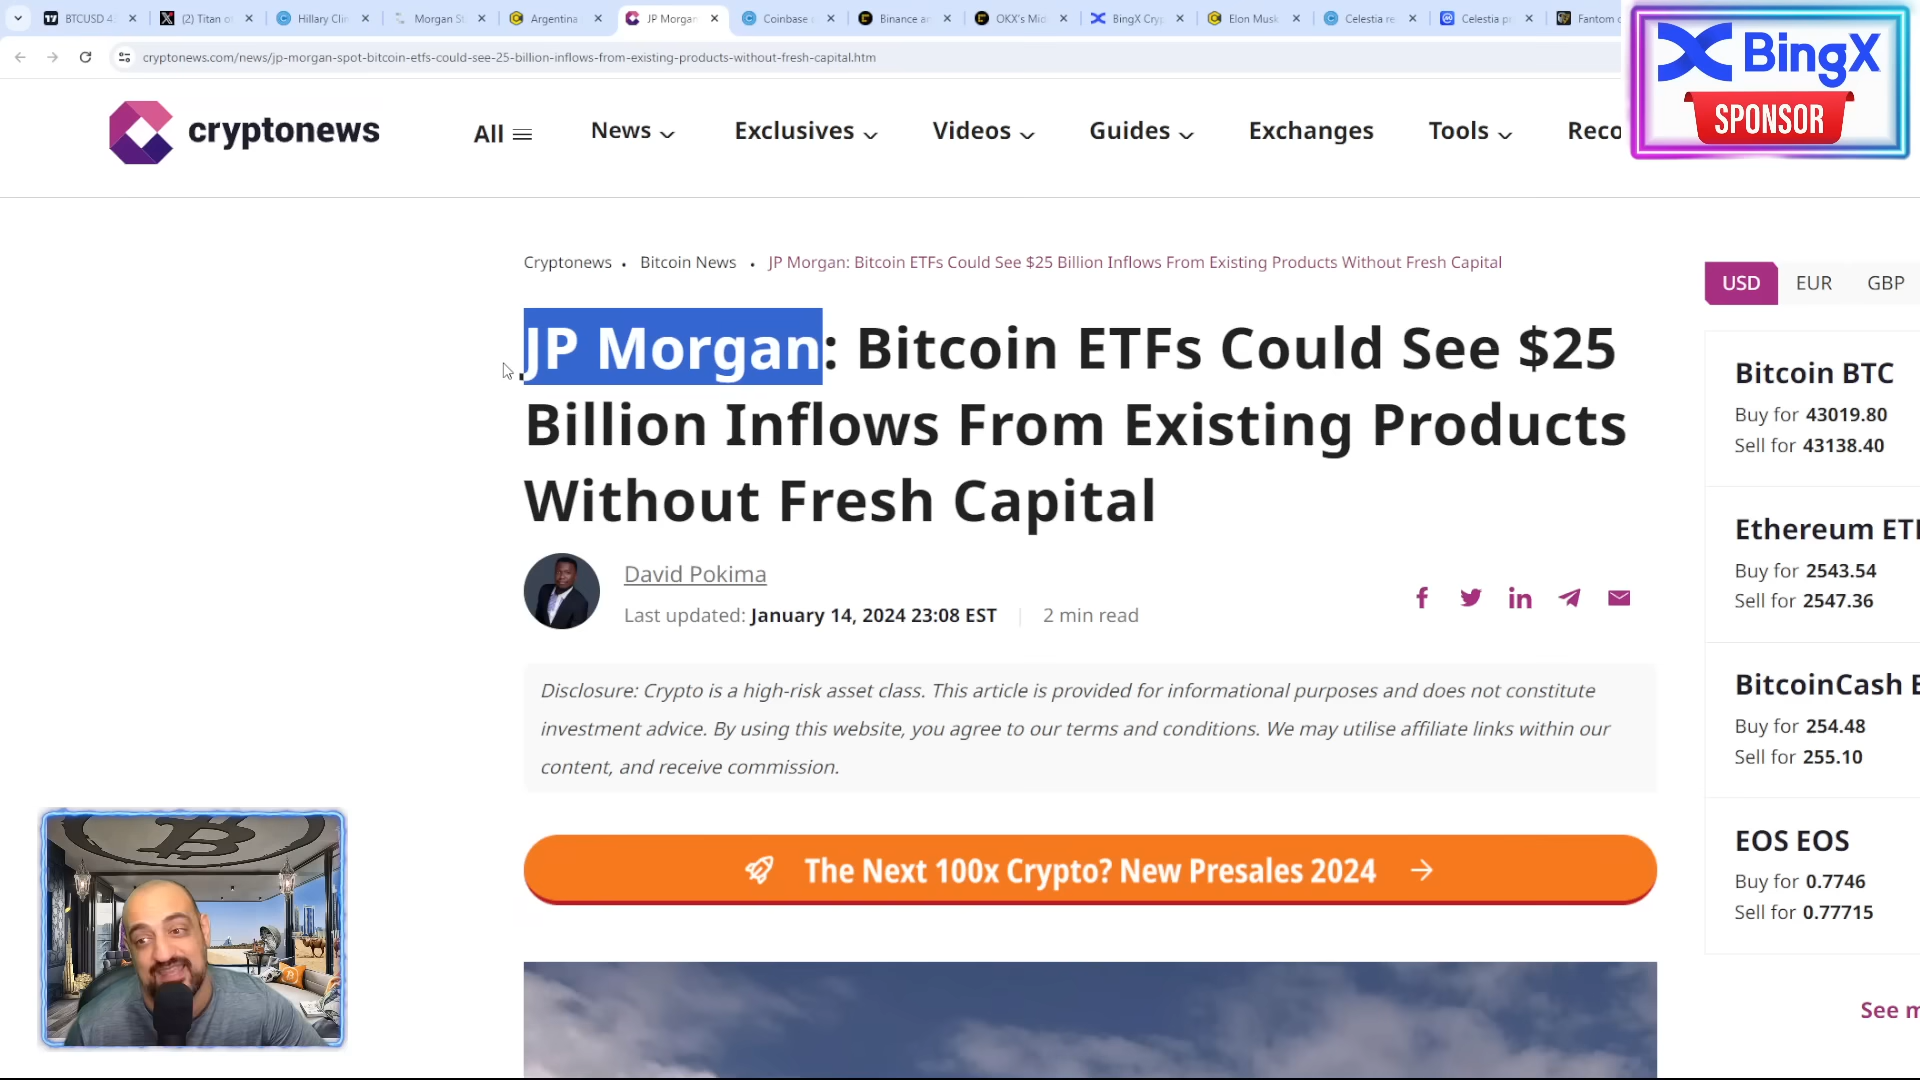 BTCUSD 4
(2) Titan o
Hillary Cli
Morgan St
Argentina
JP Morgan
Coinbase
Binance a
OKX's Mid
BingX Cry
Elon Musk
Celestia re
Celestia p
Fantom
cryptonews.com/news/jp-morgan-spot-bitcoin-etfs-could-see-25-billion-inflows-from-existing-products-without-fresh-capital.htm
BingX
SPONSOR
cryptonews
All
News
Exclusives
Videos
Guides
Exchanges
Tools
Reco
Cryptonews • Bitcoin News • JP Morgan: Bitcoin ETFs Could See $25 Billion Inflows From Existing Products Without Fresh Capital
JP Morgan: Bitcoin ETFs Could See $25
Billion Inflows From Existing Products
Without Fresh Capital
David Pokima
Last updated: January 14, 2024 23:08 EST | 2 min read
Disclosure: Crypto is a high-risk asset class. This article is provided for informational purposes and does not constitute
investment advice. By using this website, you agree to our terms and conditions. We may utilise affiliate links within our
content, and receive commission.
The Next 100x Crypto? New Presales 2024
USD EUR GBP
Bitcoin BTC
Buy for 43019.80
Sell for 43138.40
Ethereum ET
Buy for 2543.54
Sell for 2547.36
BitcoinCash B
Buy for 254.48
Sell for 255.10
EOS EOS
Buy for 0.7746
Sell for 0.77715
See m